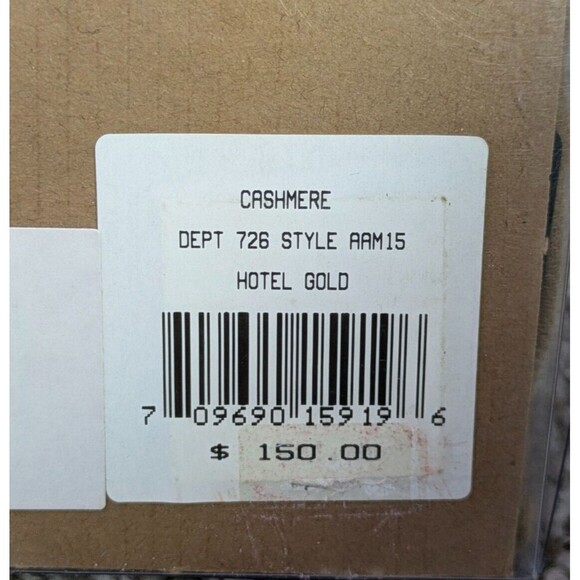 CASHMERE
DEPT 726 STYLE AAM15
HOTEL GOLD
7 09690 15919 6
$ 150.00